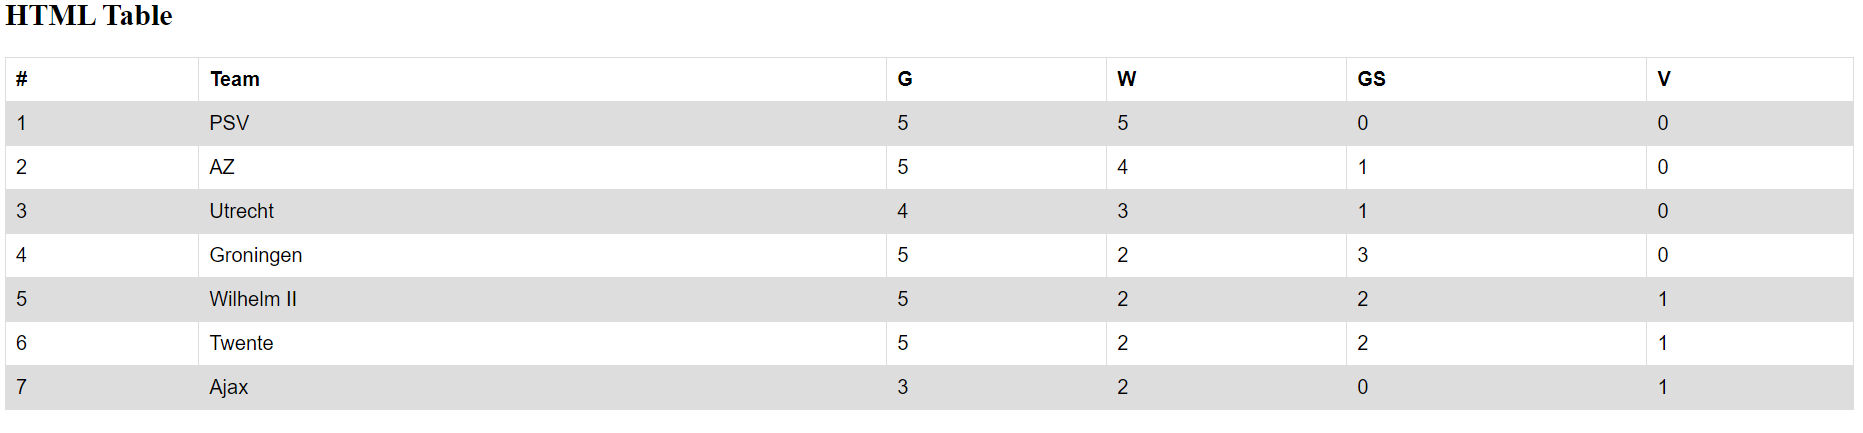 HTML Table
# Team G W GS V
1 PSV 5 5 0 0
2 AZ 5 4 1 0
3 Utrecht 4 3 1 0
4 Groningen 5 2 3 0
5 Wilhelm II 5 2 2 1
6 Twente 5 2 2 1
7 Ajax 3 2 0 1